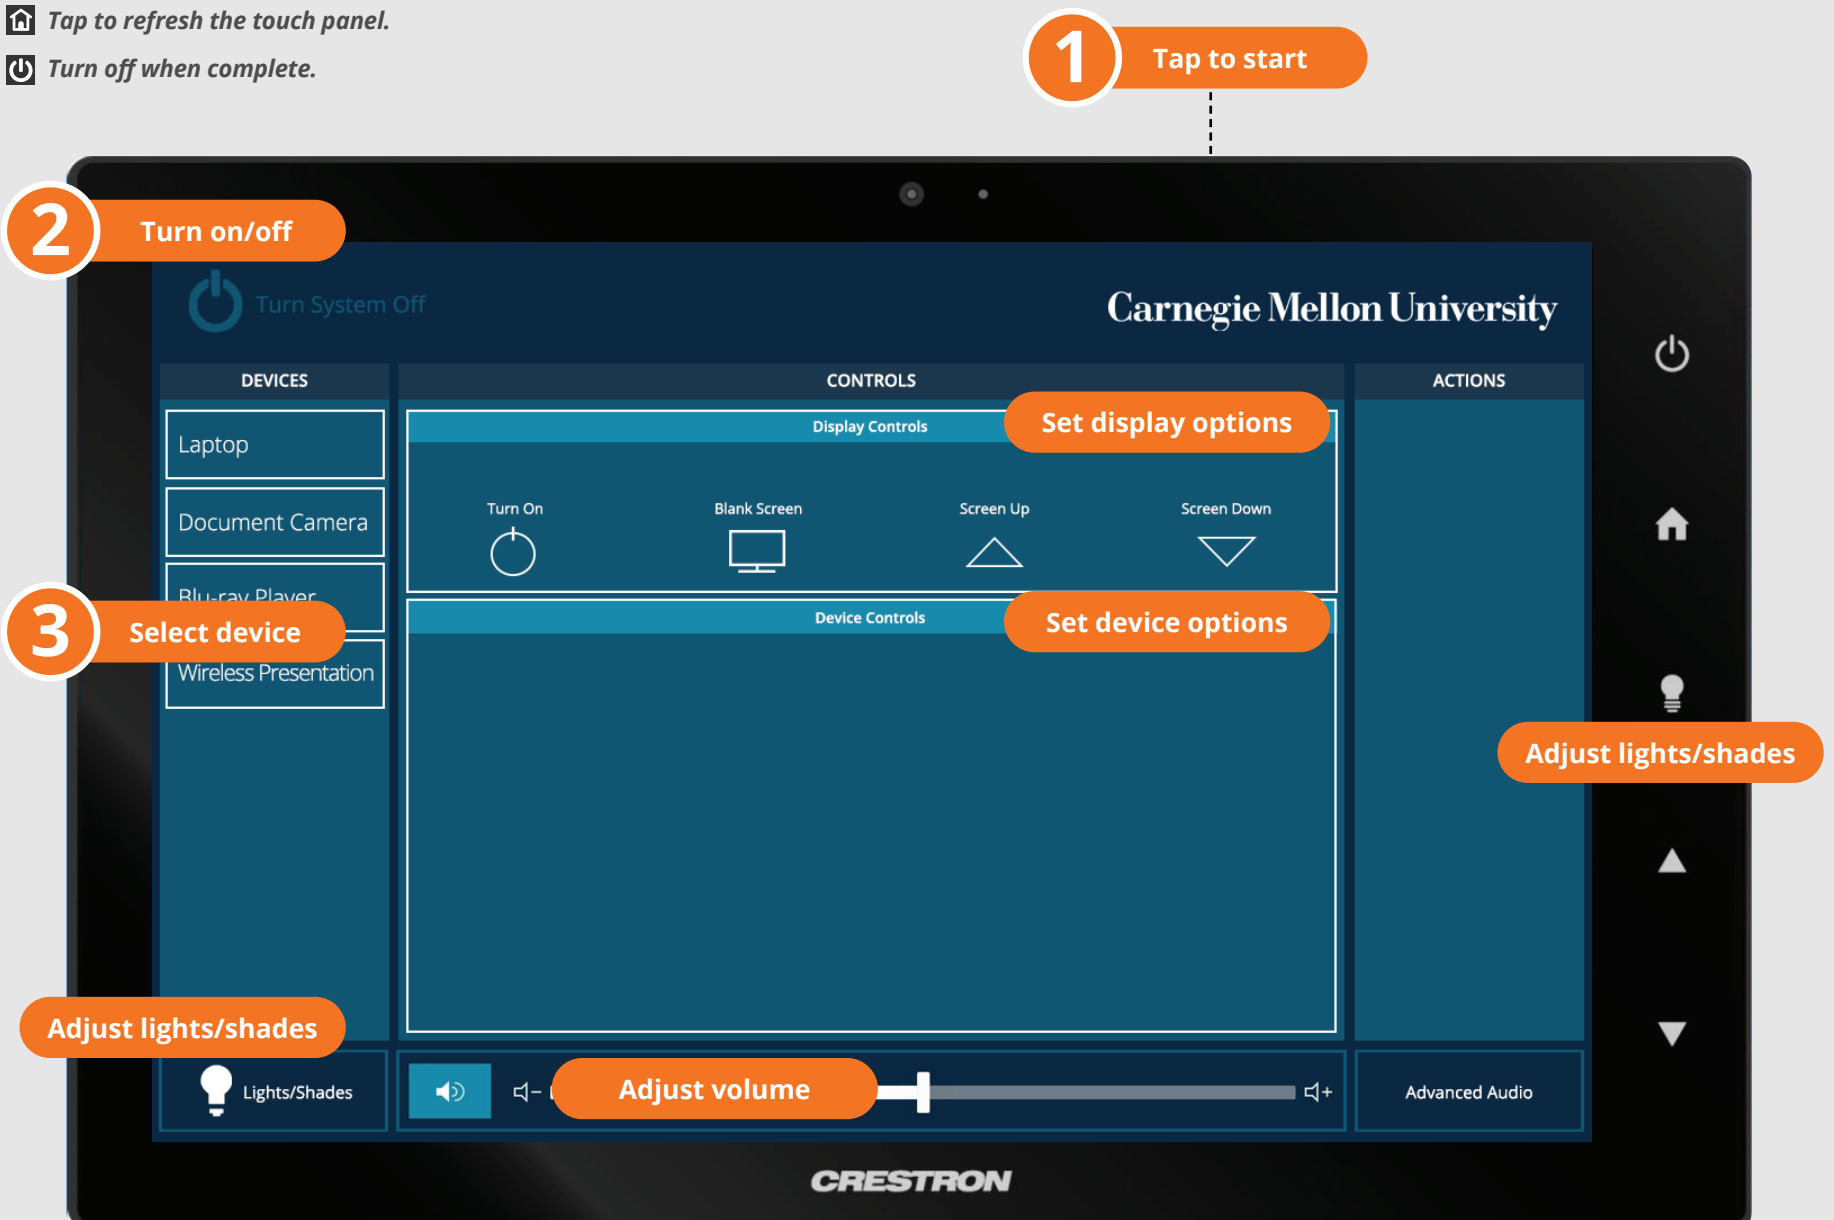 Tap to refresh the touch panel.
Turn off when complete.
1 Tap to start
2 Turn on/off
Turn System Off
Carnegie Mellon University
DEVICES
CONTROLS
ACTIONS
Laptop
Document Camera
Blu-ray Player
Wireless Presentation
3 Select device
Display Controls
Set display options
Turn On
Blank Screen
Screen Up
Screen Down
Device Controls
Set device options
Adjust lights/shades
Adjust lights/shades
Lights/Shades
Adjust volume
Advanced Audio
CRESTRON